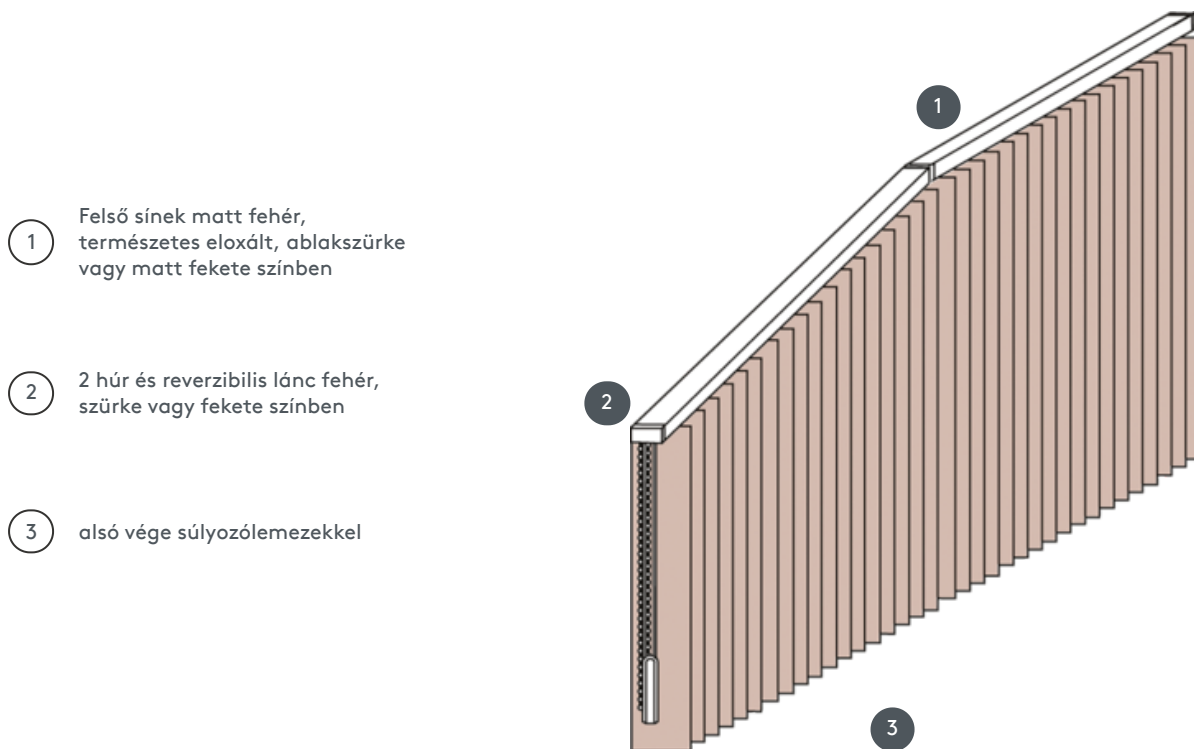 1
Felső sínek matt fehér,
természetes eloxált, ablakszürke
vagy matt fekete színben
2
2 húr és reverzibilis lánc fehér,
szürke vagy fekete színben
3
alsó vége súlyozólemezekkel
1
2
3